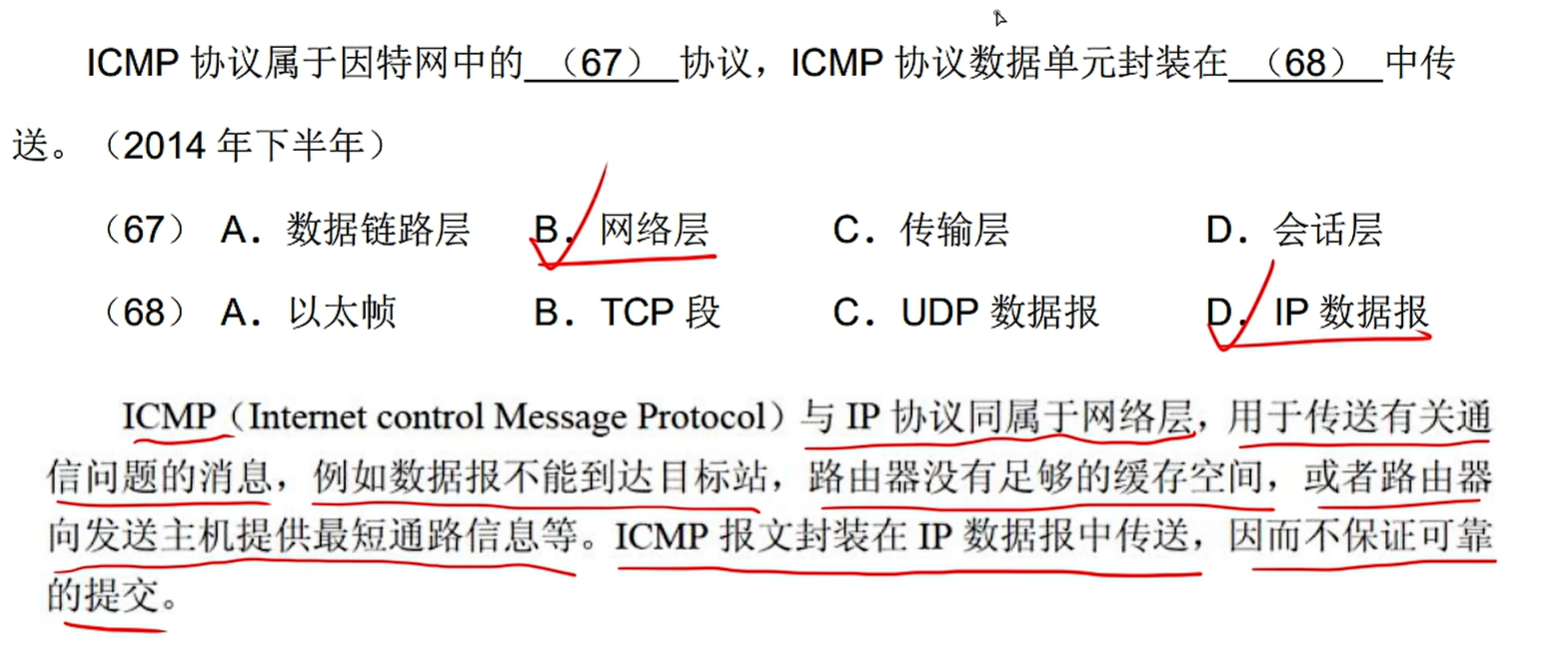 ICMP 协议属于因特网中的 （67） 协议，ICMP 协议数据单元封装在 （68） 中传
送。（2014 年下半年）
（67） A．数据链路层 B．网络层 C．传输层 D．会话层
（68） A．以太帧 B．TCP 段 C．UDP 数据报 D．IP 数据报
ICMP（Internet control Message Protocol）与 IP 协议同属于网络层，用于传送有关通
信问题的消息，例如数据报不能到达目标站，路由器没有足够的缓存空间，或者路由器
向发送主机提供最短通路信息等。ICMP 报文封装在 IP 数据报中传送，因而不保证可靠
的提交。